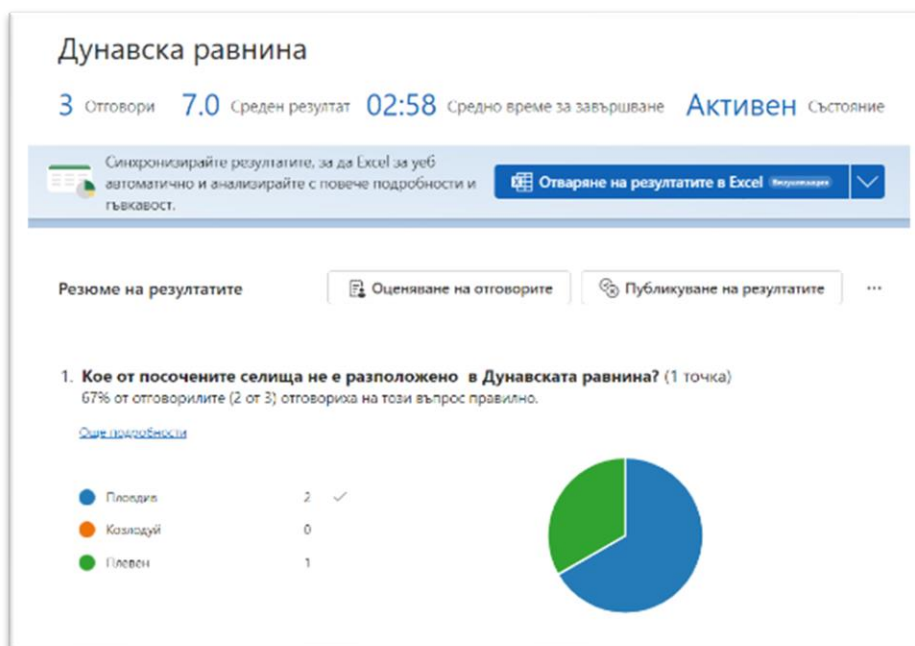 Дунавска равнина
3 Отговори 7.0 Среден резултат 02:58 Средно време за завършване Активен Състояние
Синхронизирайте резултатите, за да Excel за уеб
автоматично и анализирайте с повече подробности и
гъвкавост.
Отваряне на резултатите в Excel
Резюме на резултатите
Оценяване на отговорите
Публикуване на резултатите
...
1. Кое от посочените селища не е разположено в Дунавската равнина? (1 точка)
67% от отговорилите (2 от 3) отговориха на този въпрос правилно.
Още подробности
Пловдив 2
Козлодуй 0
Плевен 1